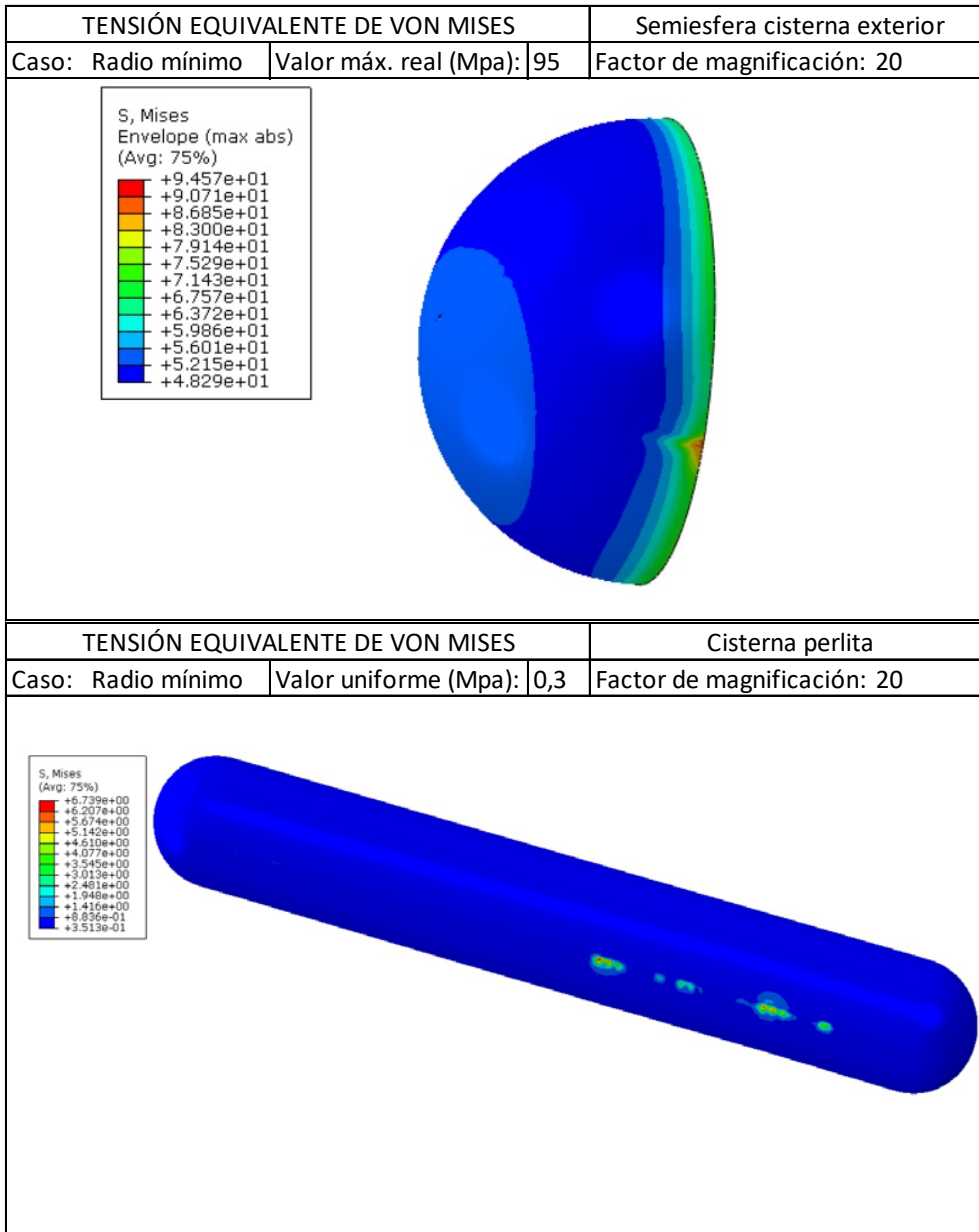 TENSIÓN EQUIVALENTE DE VON MISES Semiesfera cisterna exterior
Caso: Radio mínimo Valor máx. real (Mpa): 95 Factor de magnificación: 20
S, Mises
Envelope (max abs)
(Avg: 75%)
+9.457e+01
+9.071e+01
+8.685e+01
+8.300e+01
+7.914e+01
+7.529e+01
+7.143e+01
+6.757e+01
+6.372e+01
+5.986e+01
+5.601e+01
+5.215e+01
+4.829e+01
TENSIÓN EQUIVALENTE DE VON MISES Cisterna perlita
Caso: Radio mínimo Valor uniforme (Mpa): 0,3 Factor de magnificación: 20
S, Mises
(Avg: 75%)
+6.739e+00
+6.207e+00
+5.674e+00
+5.142e+00
+4.610e+00
+4.077e+00
+3.545e+00
+3.013e+00
+2.481e+00
+1.948e+00
+1.416e+00
+8.836e-01
+3.513e-01